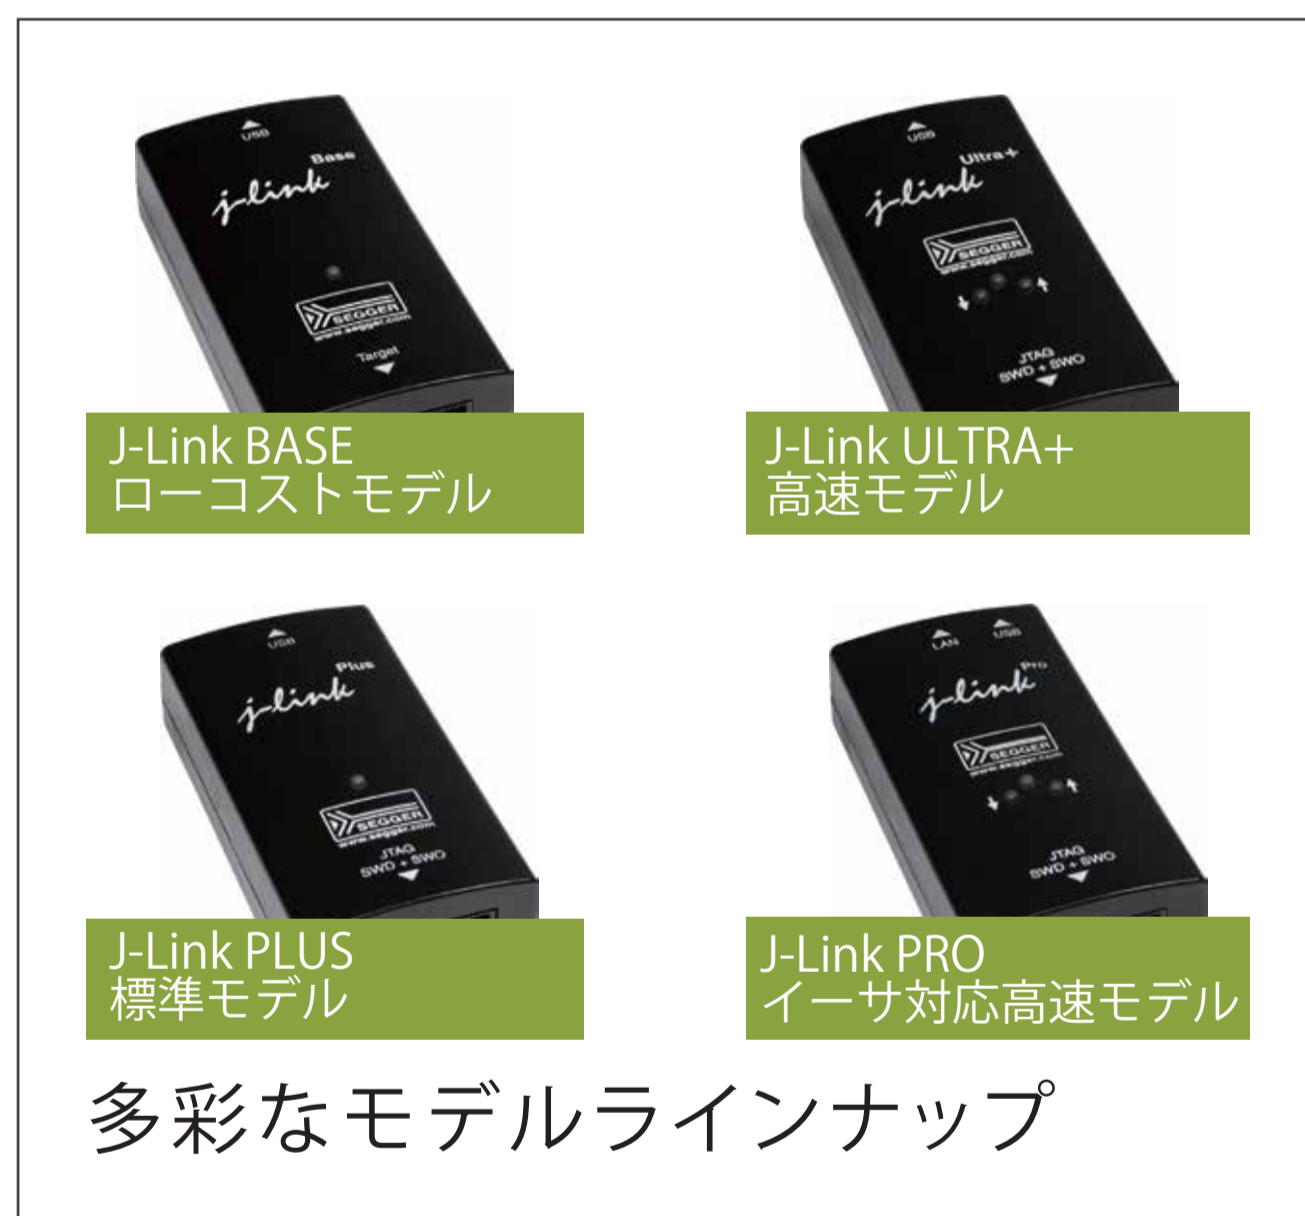 USB
Base
j-link
SEGGER
www.segger.com
Target
J-Link BASE
ローコストモデル
USB
Ultra+
j-link
SEGGER
www.segger.com
JTAG
SWD + SWO
J-Link ULTRA+
高速モデル
USB
Plus
j-link
SEGGER
www.segger.com
JTAG
SWD + SWO
J-Link PLUS
標準モデル
LAN USB
Pro
j-link
SEGGER
www.segger.com
JTAG
SWD + SWO
J-Link PRO
イーサ対応高速モデル
多彩なモデルラインナップ